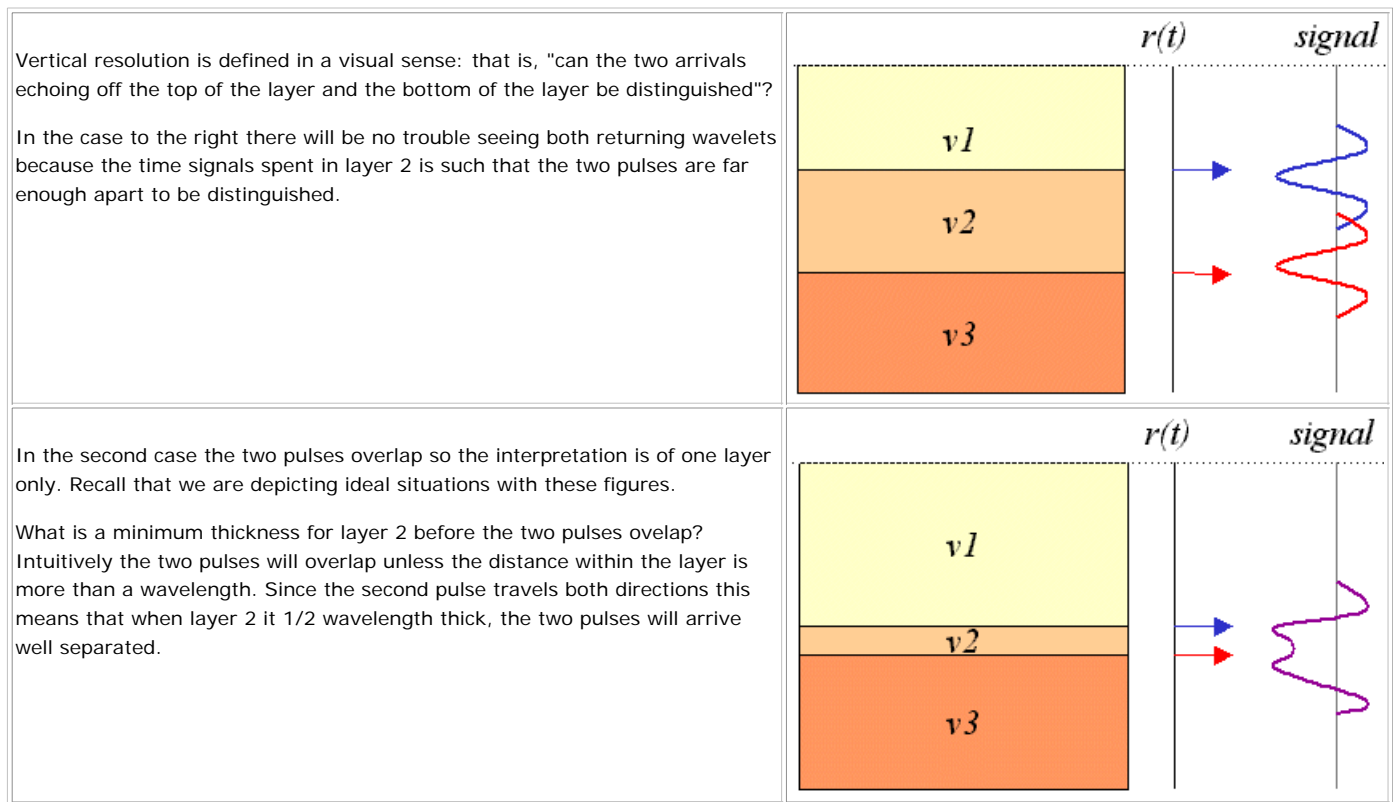 Vertical resolution is defined in a visual sense: that is, "can the two arrivals
echoing off the top of the layer and the bottom of the layer be distinguished"?
In the case to the right there will be no trouble seeing both returning wavelets
because the time signals spent in layer 2 is such that the two pulses are far
enough apart to be distinguished.
r(t) signal
v1
v2
v3
In the second case the two pulses overlap so the interpretation is of one layer
only. Recall that we are depicting ideal situations with these figures.
What is a minimum thickness for layer 2 before the two pulses ovelap?
Intuitively the two pulses will overlap unless the distance within the layer is
more than a wavelength. Since the second pulse travels both directions this
means that when layer 2 it 1/2 wavelength thick, the two pulses will arrive
well separated.
r(t) signal
v1
v2
v3